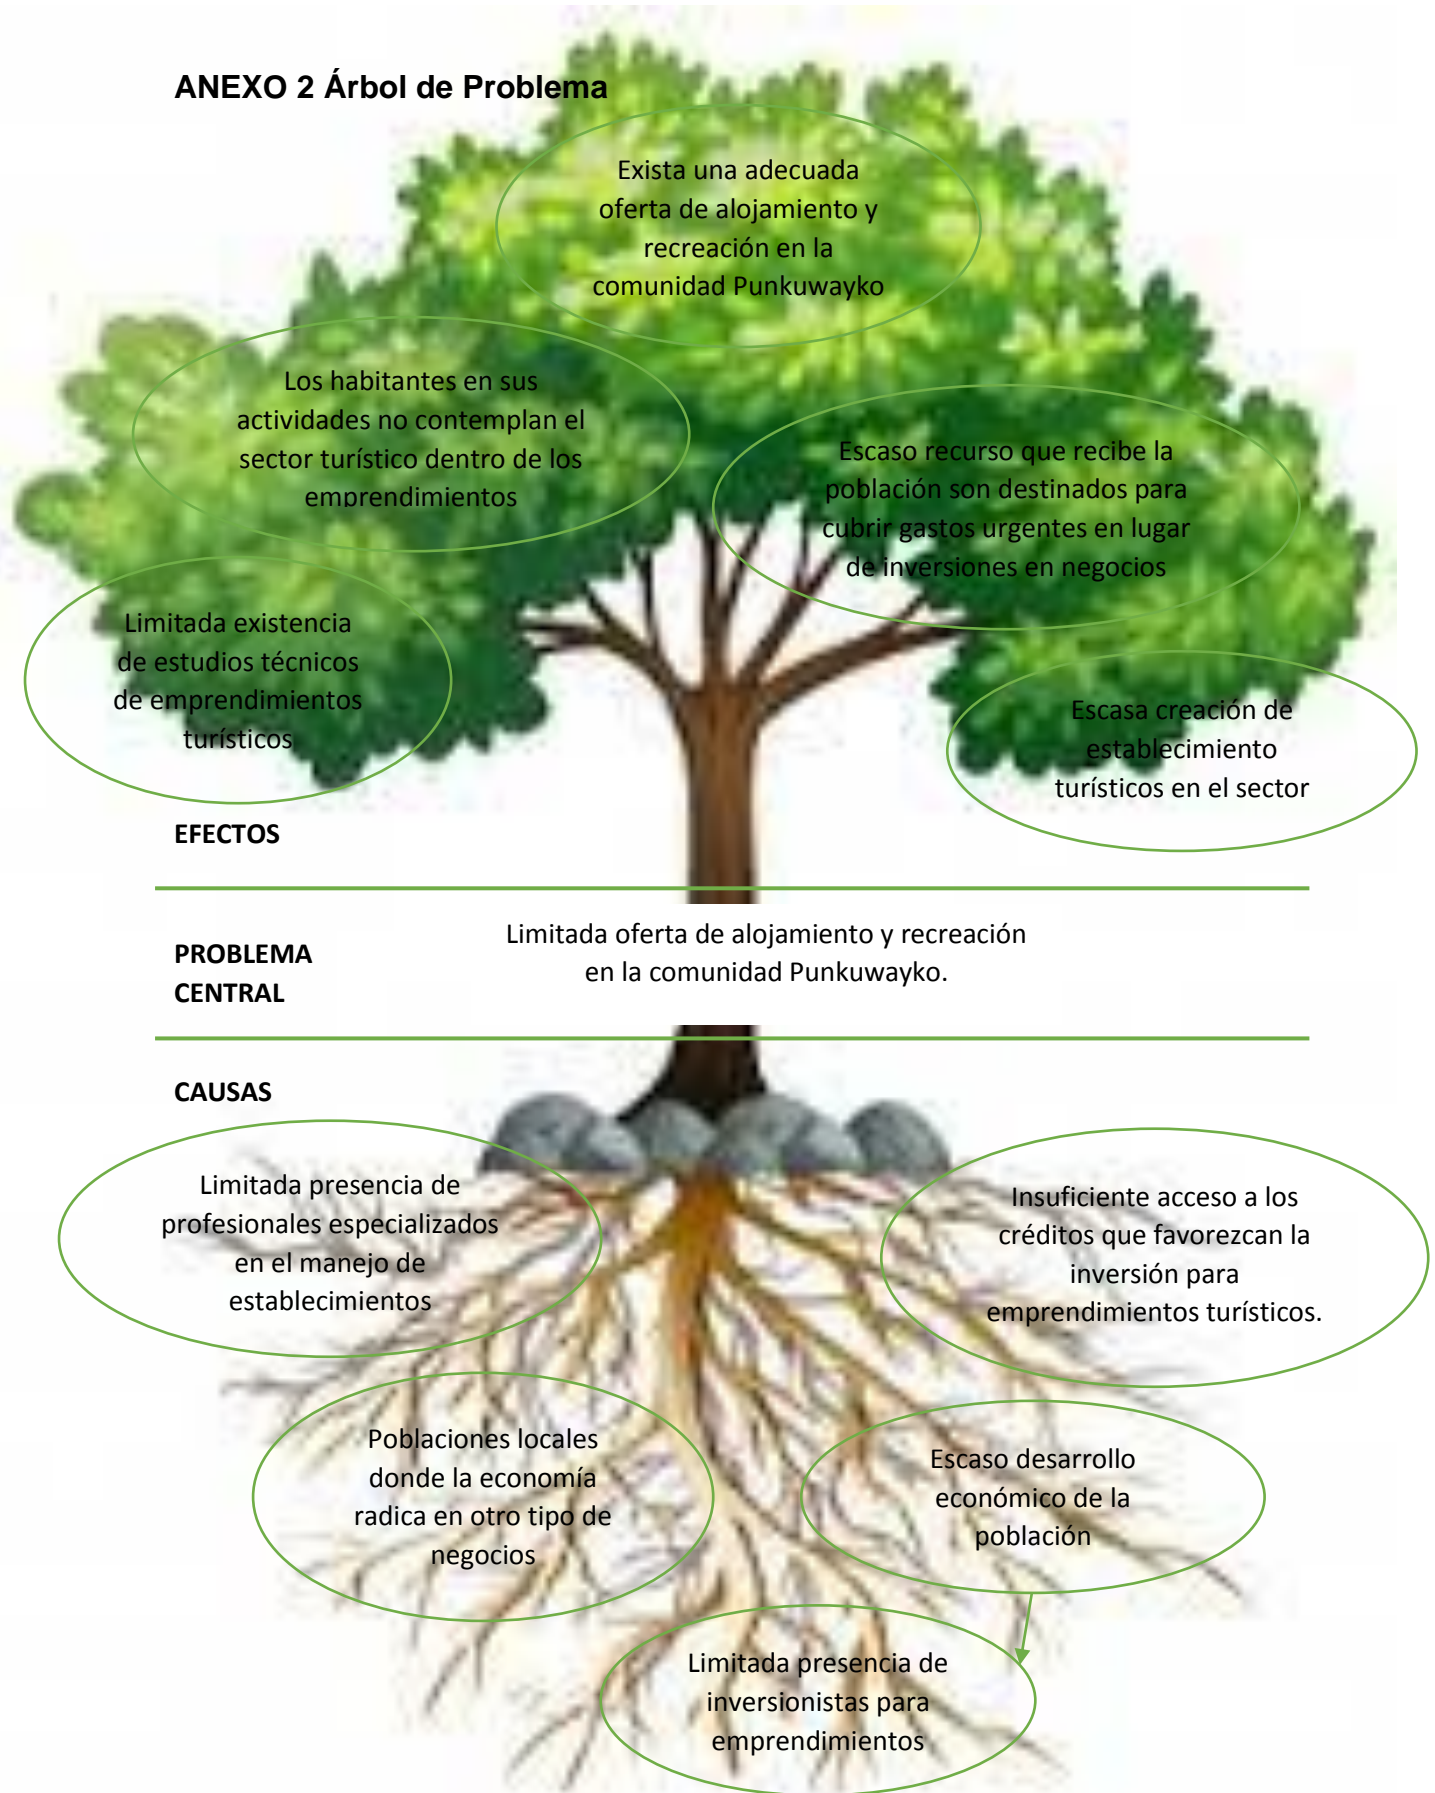 ANEXO 2 Árbol de Problema
Exista una adecuada
oferta de alojamiento y
recreación en la
comunidad Punkuwayko
Los habitantes en sus
actividades no contemplan el
sector turístico dentro de los
emprendimientos
Escaso recurso que recibe la
población son destinados para
cubrir gastos urgentes en lugar
de inversiones en negocios
Limitada existencia
de estudios técnicos
de emprendimientos
turísticos
Escasa creación de
establecimiento
turísticos en el sector
EFECTOS
PROBLEMA
CENTRAL
Limitada oferta de alojamiento y recreación
en la comunidad Punkuwayko.
CAUSAS
Limitada presencia de
profesionales especializados
en el manejo de
establecimientos
Insuficiente acceso a los
créditos que favorezcan la
inversión para
emprendimientos turísticos.
Poblaciones locales
donde la economía
radica en otro tipo de
negocios
Escaso desarrollo
económico de la
población
Limitada presencia de
inversionistas para
emprendimientos